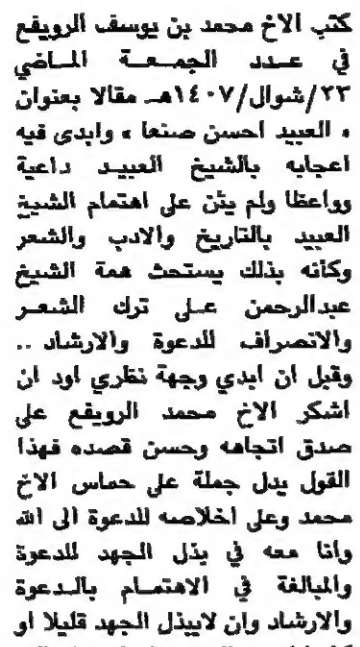 كتب الاخ محمد بن يوسف الرويفع
في عدد الجمعة الماضي
٢٣/شوال/١٤٠٧هـ مقالا بعنوان
« العبيد احسن صنعا » وابدى فيه
اعجابه بالشيخ العبيد داعية
وواعظا ولم يثن على اهتمام الشيخ
العبيد بالتاريخ والادب والشعر
وكأنه بذلك يستحث همة الشيخ
عبدالرحمن على ترك الشعر
والانصراف للدعوة والارشاد ..
وقبل ان ابدي وجهة نظري اود ان
اشكر الاخ محمد الرويفع على
صدق اتجاهه وحسن قصده فهذا
القول يدل جملة على حماس الاخ
محمد وعلى اخلاصه للدعوة الى الله
وانا معه في بذل الجهد للدعوة
والمبالغة في الاهتمام بالدعوة
والارشاد وان لايبذل الجهد قليلا او